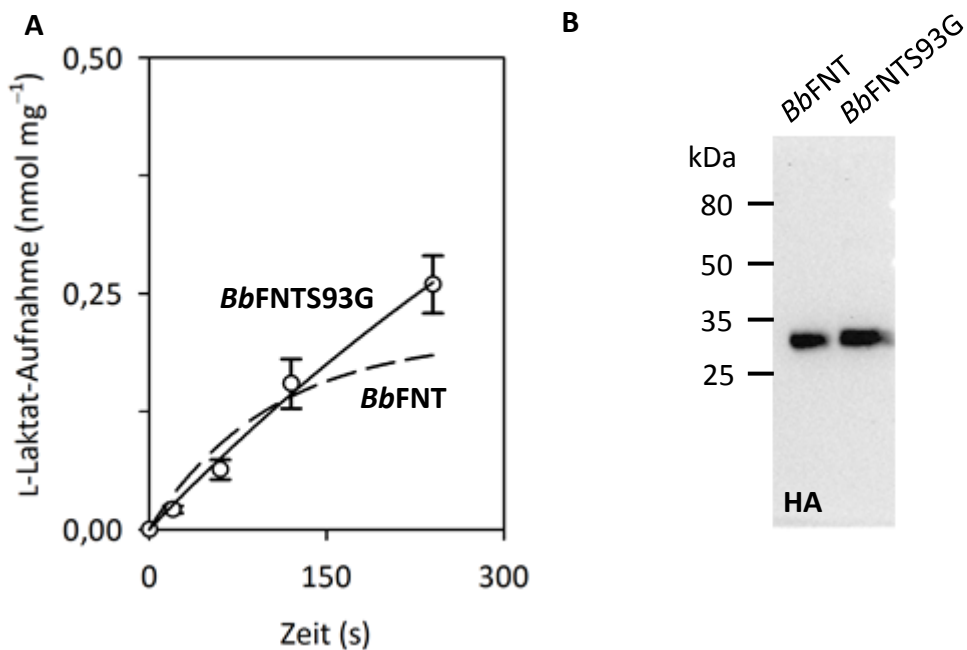 A
0,50
0,25
0,00
L-Laktat-Aufnahme (nmol mg⁻¹)
BbFNTS93G
BbFNT
0
150
300
Zeit (s)
B
BbFNT
BbFNTS93G
kDa
80
50
35
25
HA